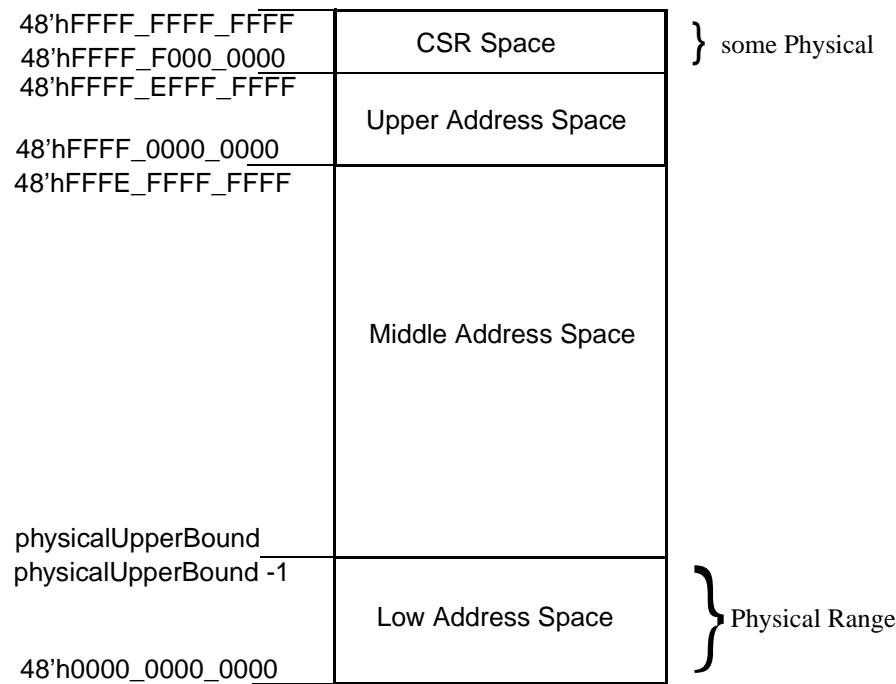 48'hFFFF_FFFF_FFFF
CSR Space
} some Physical
48'hFFFF_F000_0000
48'hFFFF_EFFF_FFFF
Upper Address Space
48'hFFFF_0000_0000
48'hFFFE_FFFF_FFFF
Middle Address Space
physicalUpperBound
physicalUpperBound -1
Low Address Space
} Physical Range
48'h0000_0000_0000